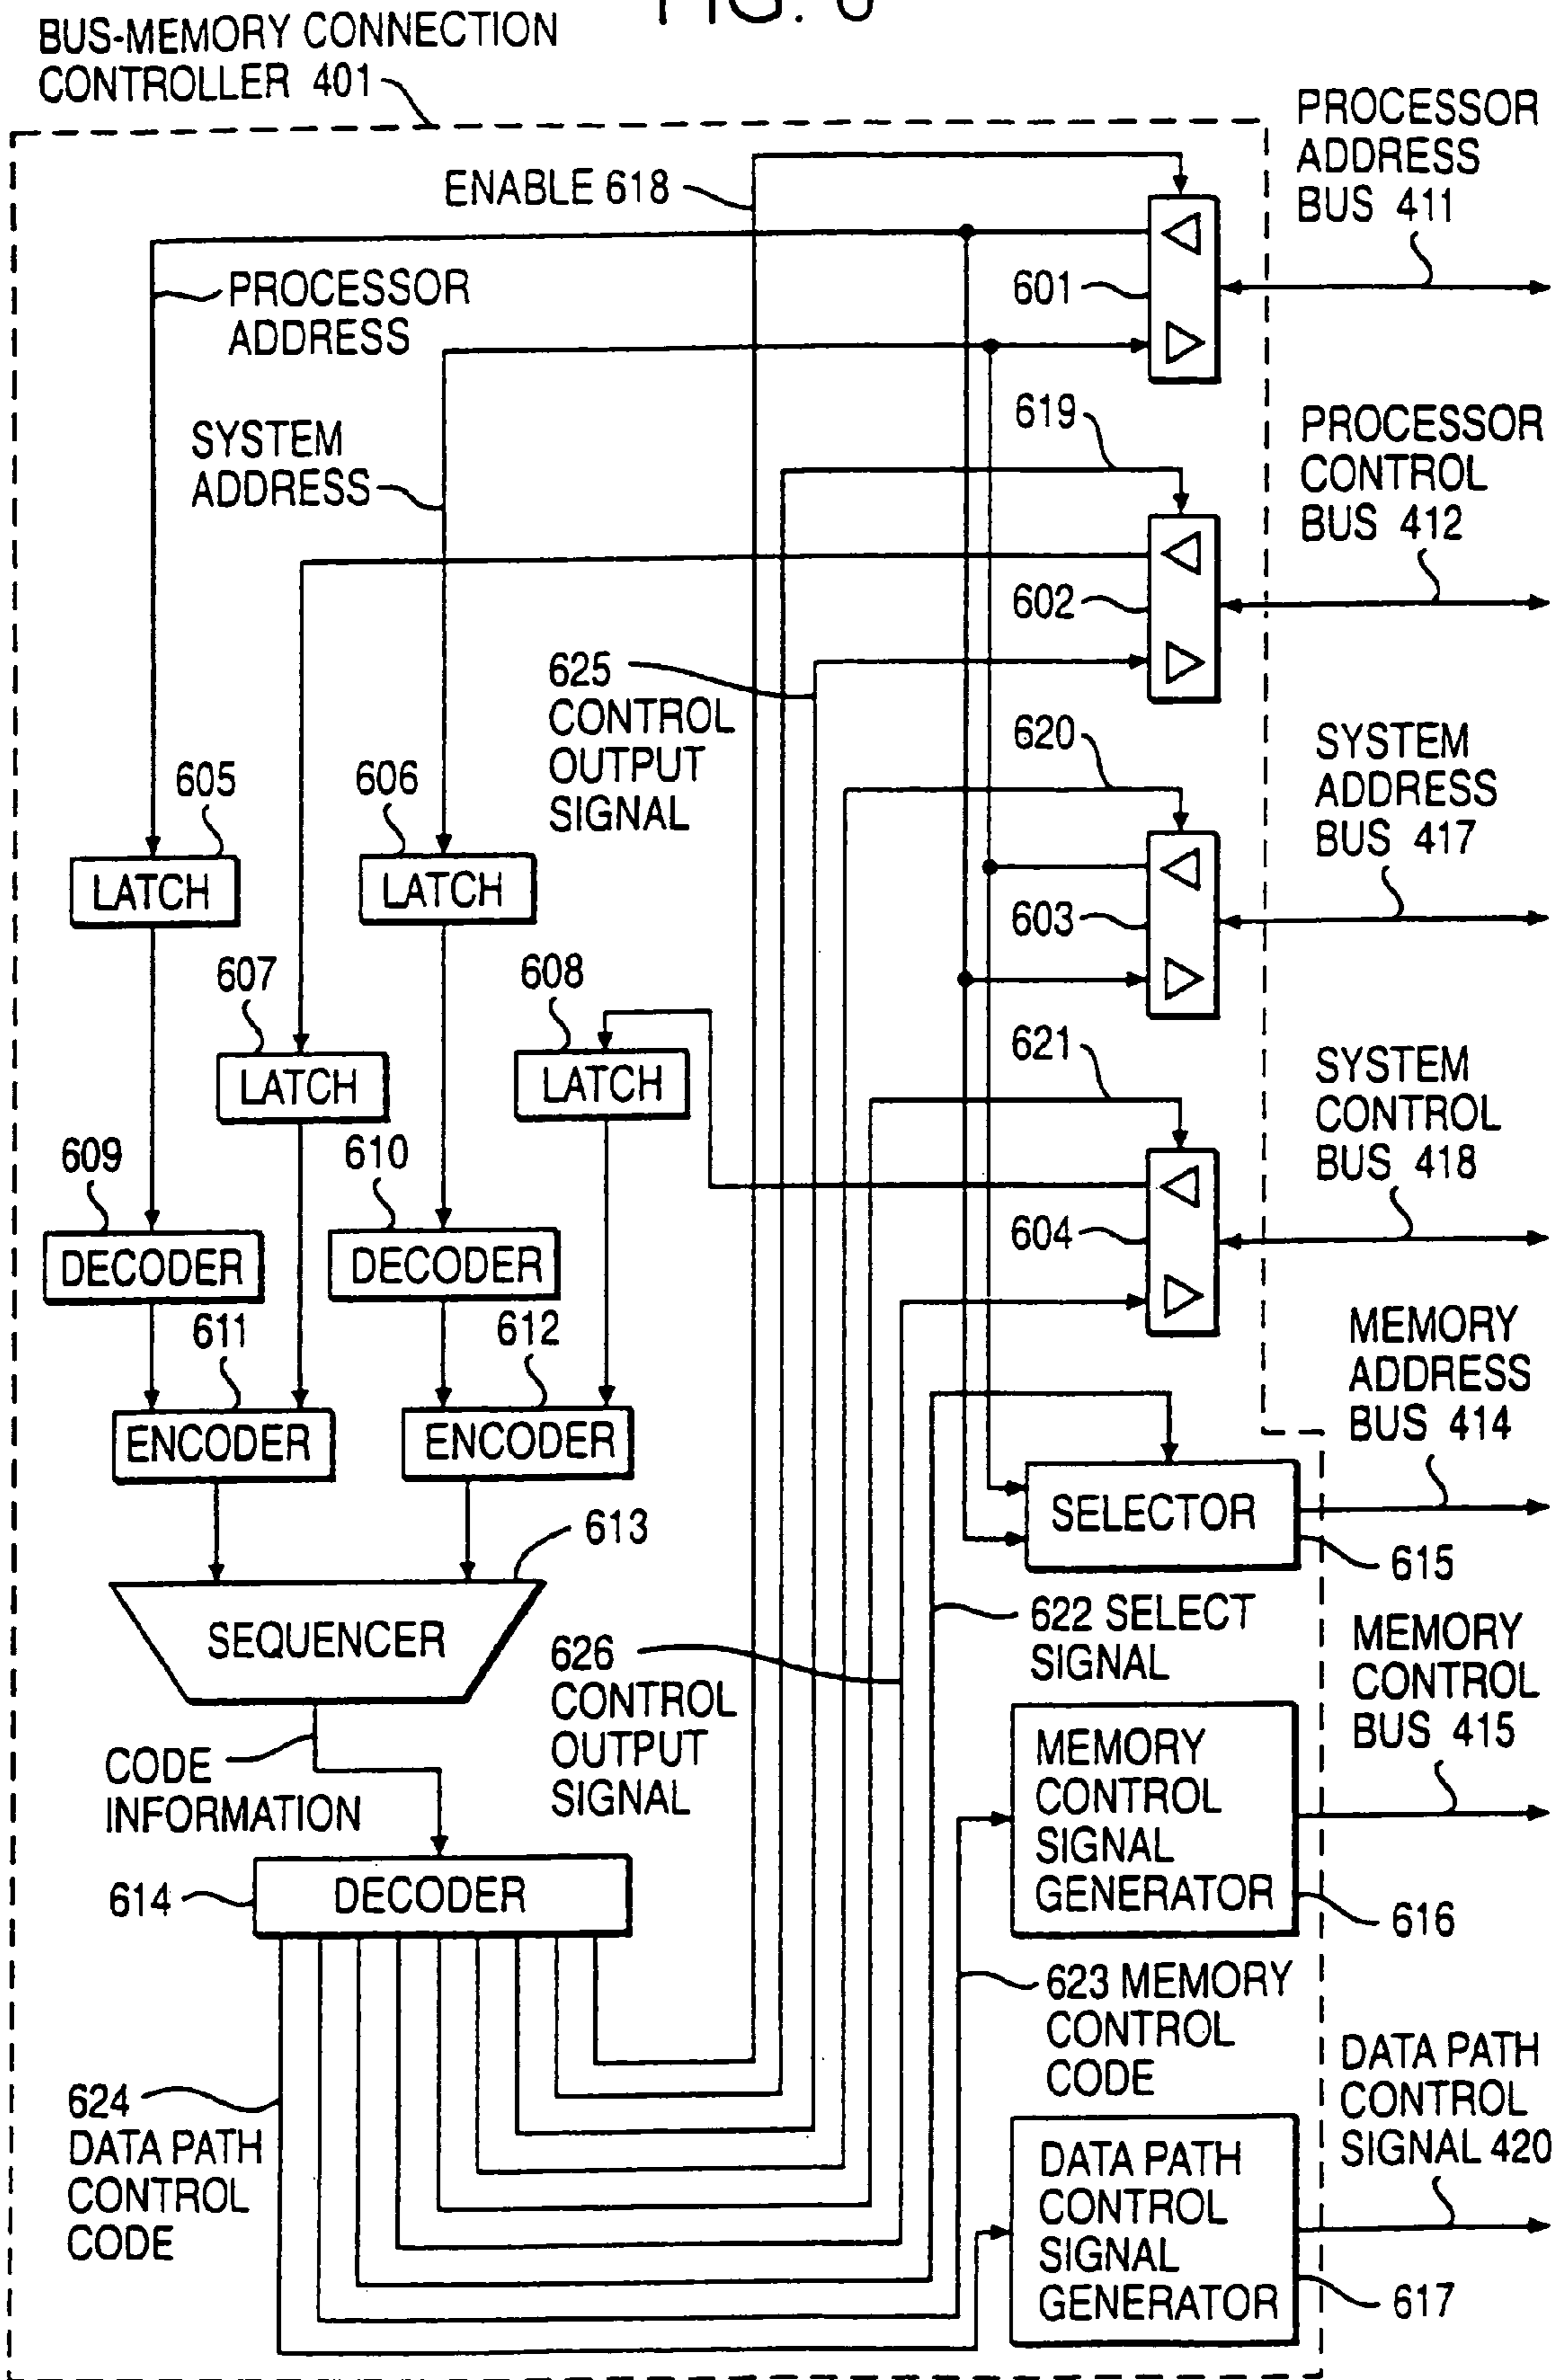 FIG. 6
BUS-MEMORY CONNECTION
CONTROLLER 401
PROCESSOR
ADDRESS
BUS 411
ENABLE 618
601
PROCESSOR
ADDRESS
619
PROCESSOR
CONTROL
BUS 412
SYSTEM
ADDRESS
602
625
CONTROL
OUTPUT
SIGNAL
620
SYSTEM
ADDRESS
BUS 417
605
606
LATCH
LATCH
603
607
608
LATCH
LATCH
621
SYSTEM
CONTROL
BUS 418
609
610
604
DECODER
DECODER
611
612
MEMORY
ADDRESS
BUS 414
ENCODER
ENCODER
SELECTOR
613
615
SEQUENCER
622 SELECT
SIGNAL
626
CONTROL
OUTPUT
SIGNAL
MEMORY
CONTROL
BUS 415
CODE
INFORMATION
MEMORY
CONTROL
SIGNAL
GENERATOR
614
DECODER
616
623 MEMORY
CONTROL
CODE
624
DATA PATH
CONTROL
CODE
DATA PATH
CONTROL
SIGNAL 420
DATA PATH
CONTROL
SIGNAL
GENERATOR
617